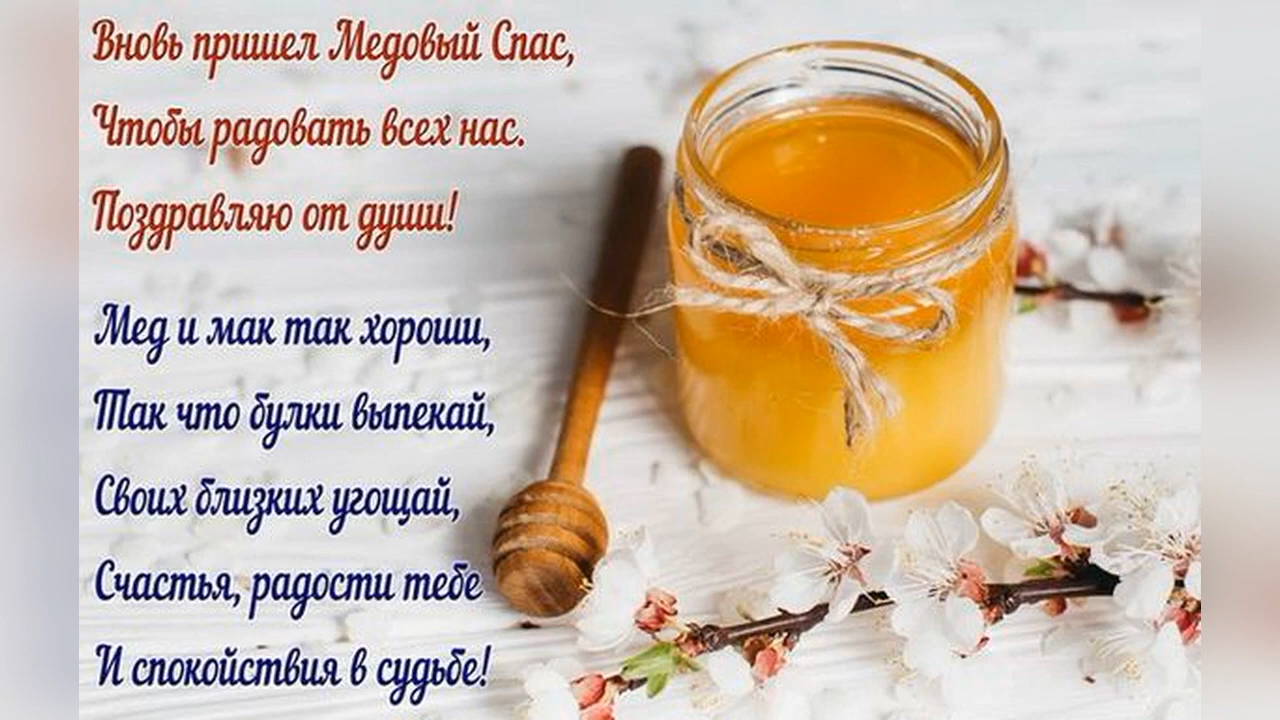 Вновь пришел Медовый Спас,
Чтобы радовать всех нас.
Поздравляю от души!
Мед и мак так хороши,
Так что булки выпекай,
Своих близких угощай,
Счастья, радости тебе
И спокойствия в судьбе!